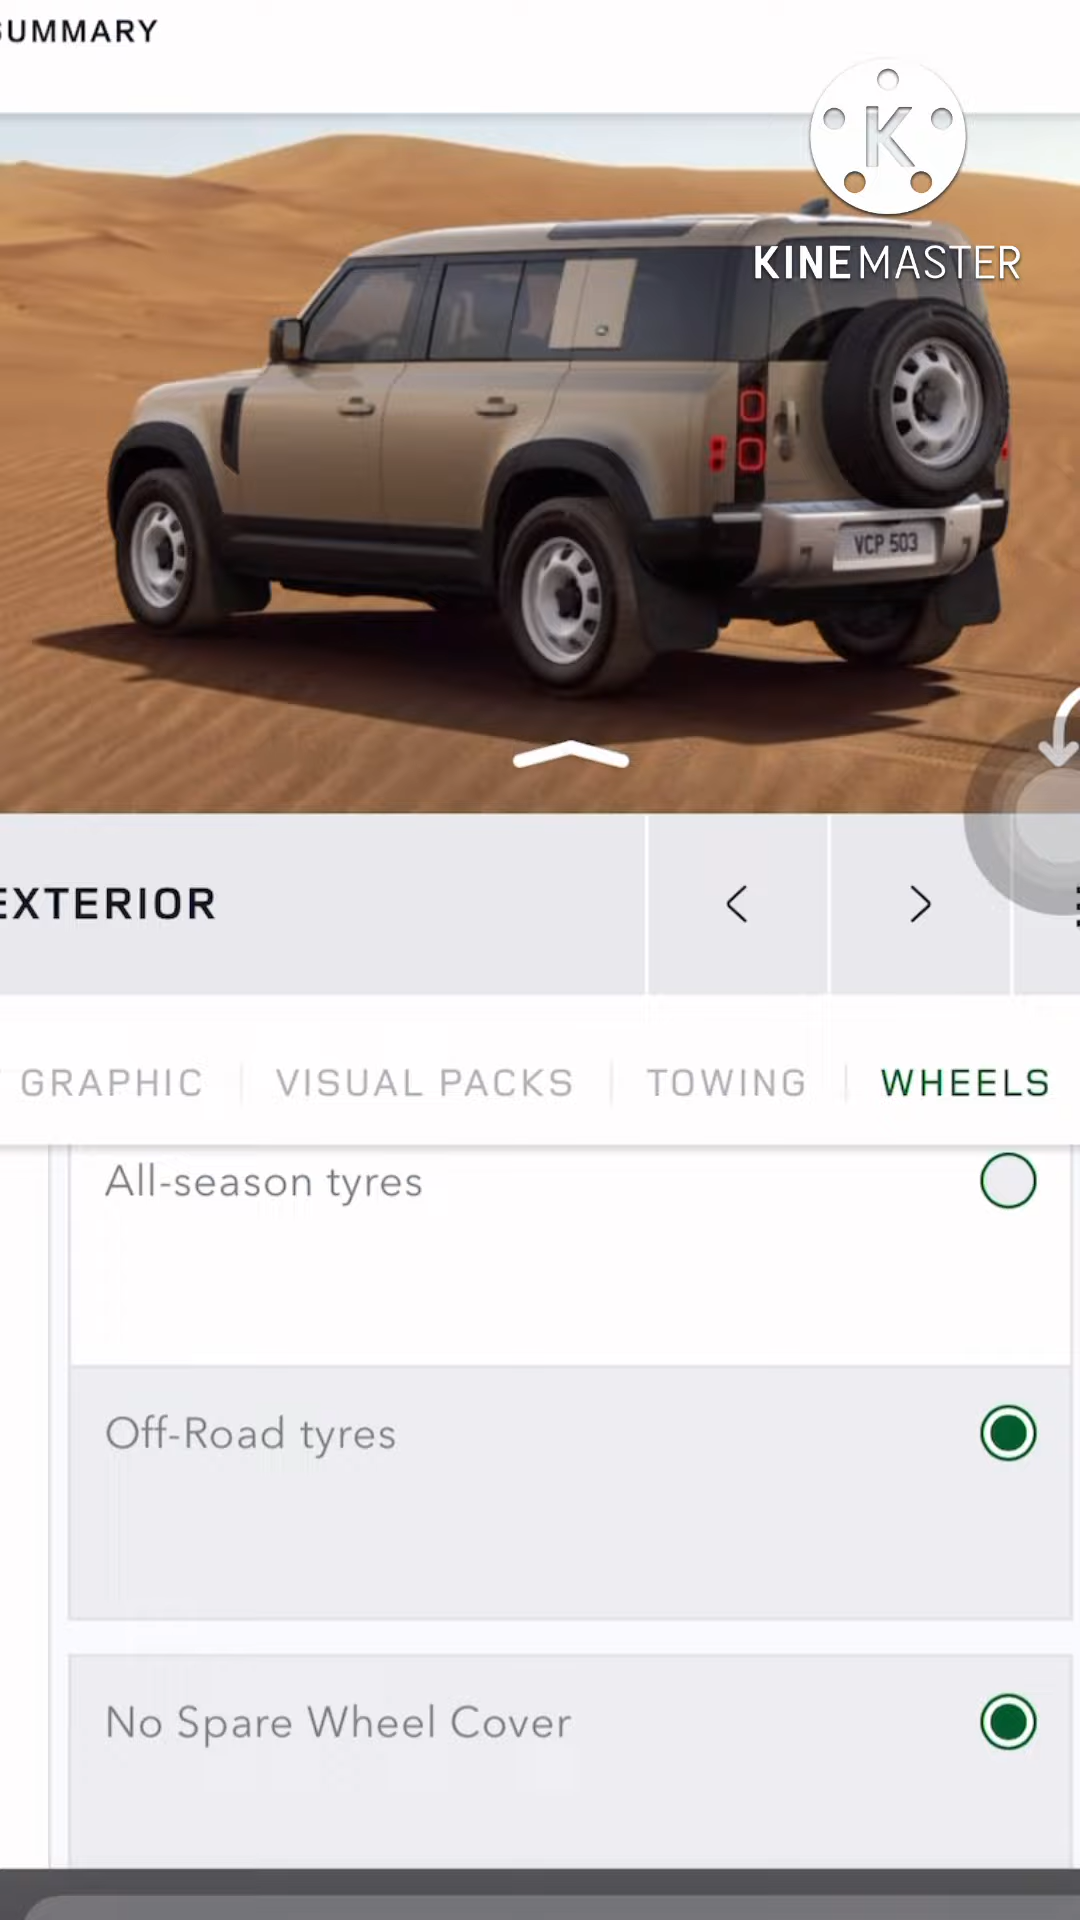 SUMMARY
K
KINEMASTER
VCP 503
EXTERIOR
GRAPHIC
VISUAL PACKS
TOWING
WHEELS
All-season tyres
Off-Road tyres
No Spare Wheel Cover